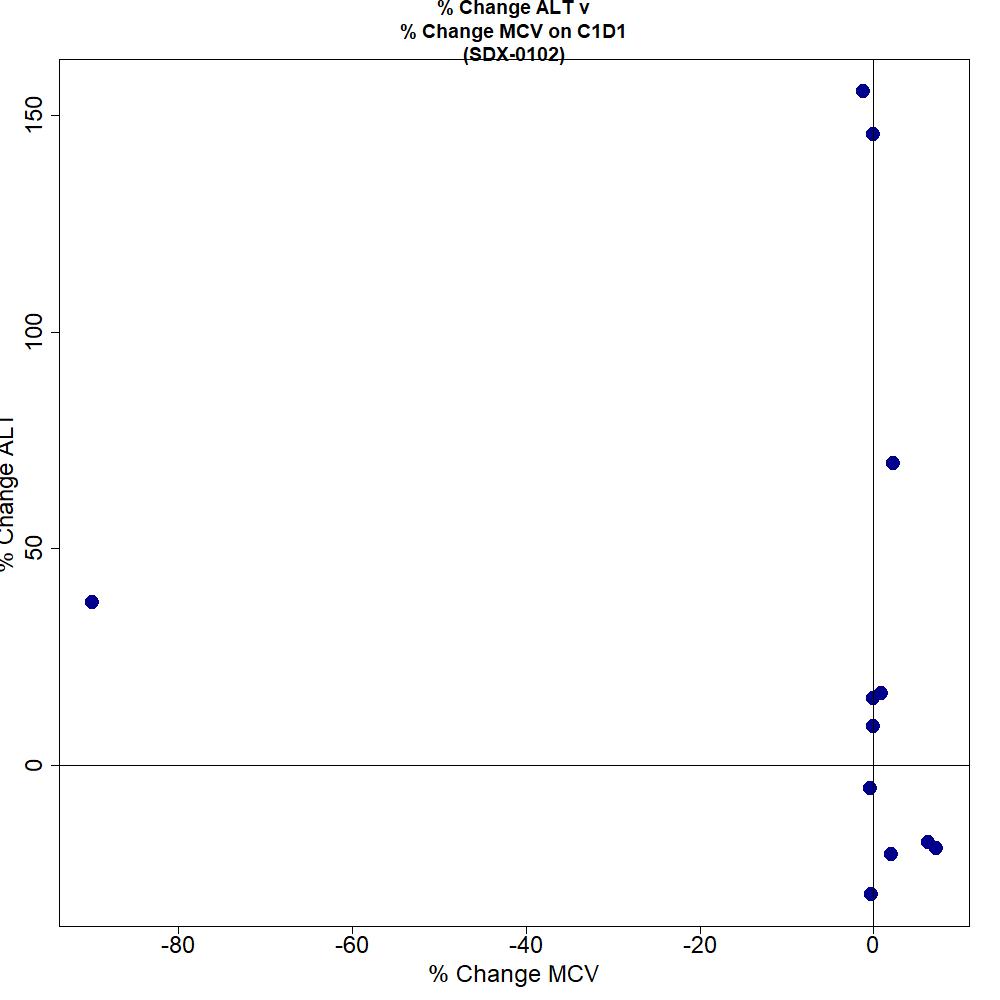 % Change ALT v
% Change MCV on C1D1
(SDX-0102)
150
100
50
0
% Change ALT
-80
-60
-40
-20
0
% Change MCV